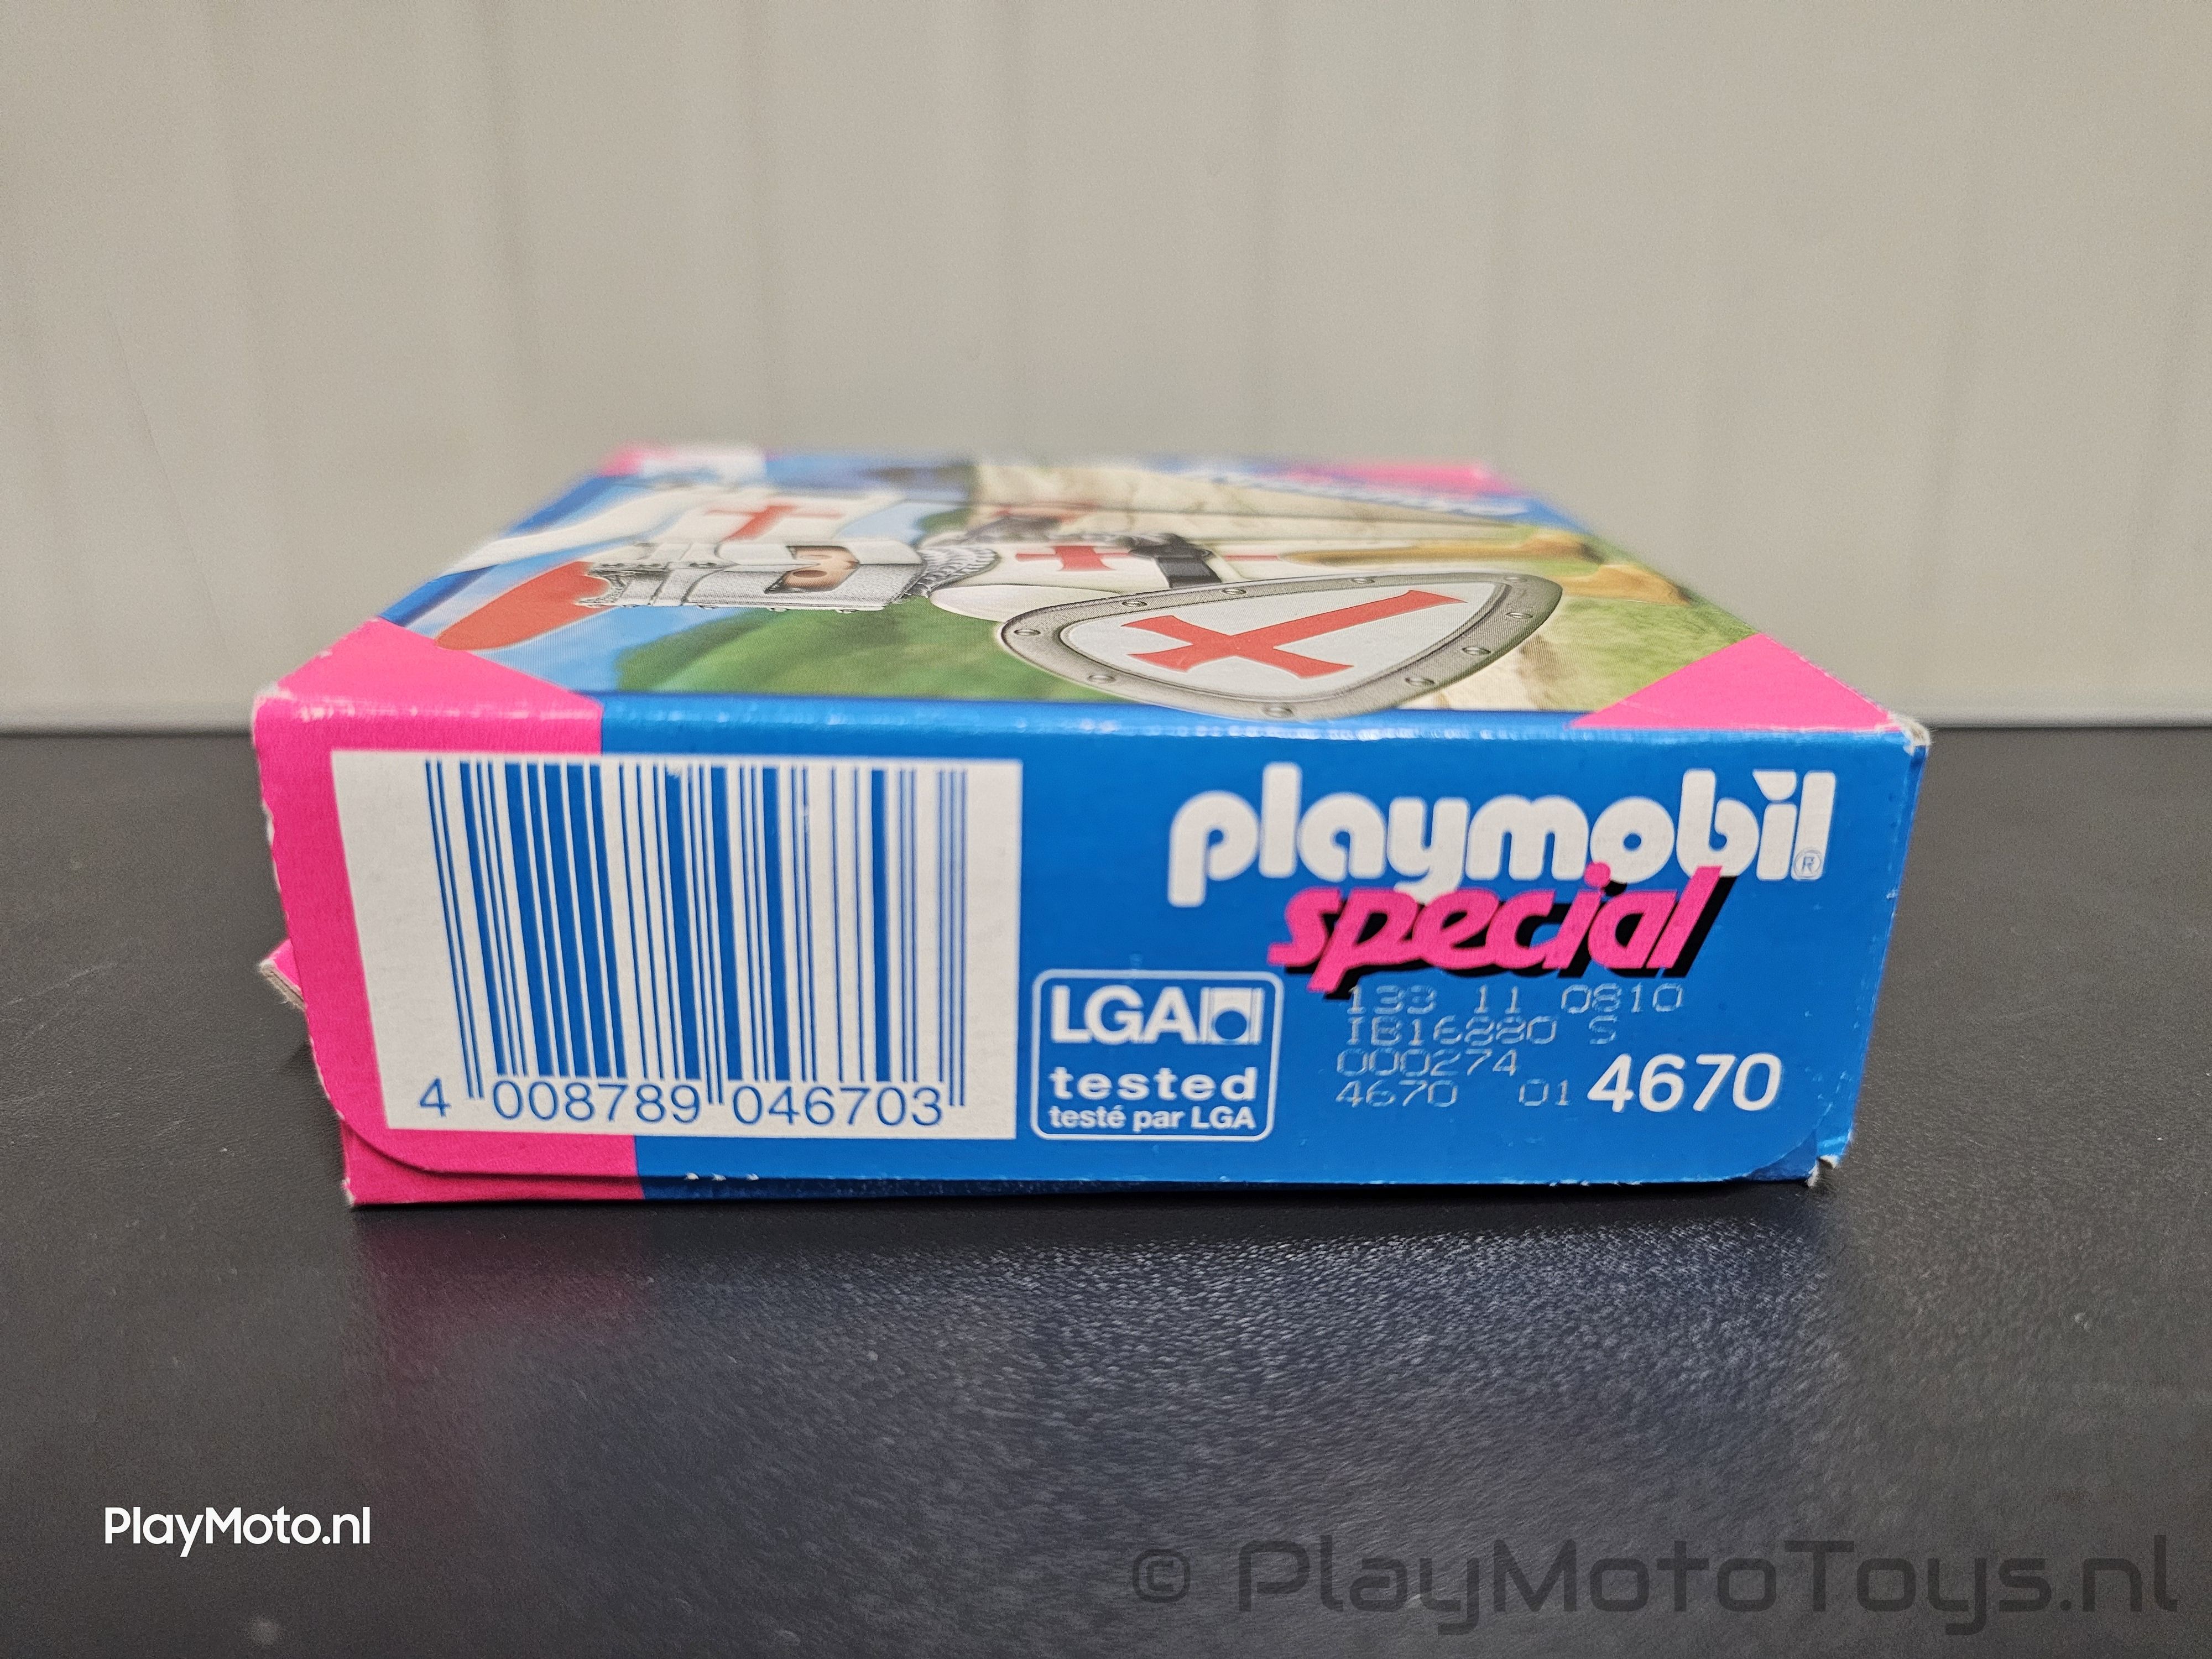 playmobil®
special
133 11 0810
IB16880 S
000274
4670 01
4670
LGA
tested
testé par LGA
4 008789 046703
PlayMoto.nl
© PlayMotoToys.nl